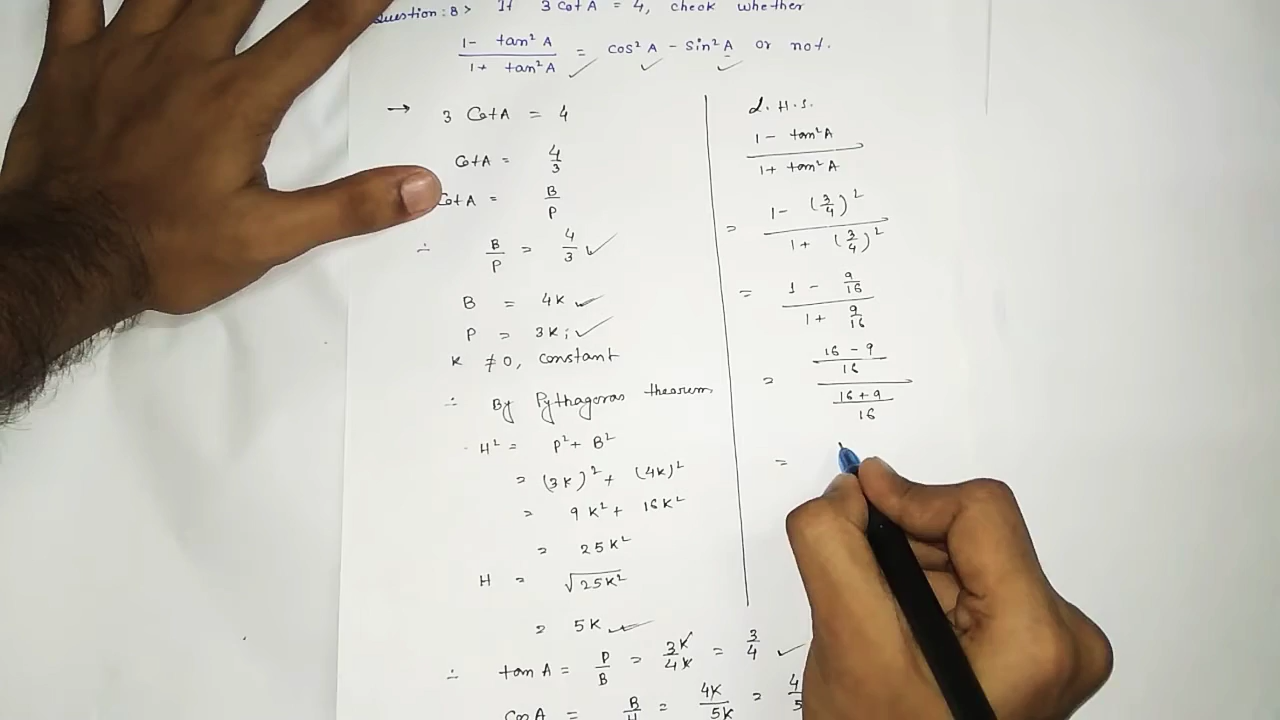 Question: 8> If 3 Cot A = 4, check whether
1 - tan² A / 1 + tan² A = cos² A - Sin² A or not.
→ 3 Cot A = 4
Cot A = 4/3
Cot A = B/P
∴ B/P = 4/3 ✓
B = 4K ✓
P = 3K; ✓
K ≠ 0, constant
∴ By Pythagoras theorem
H² = P² + B²
= (3K)² + (4K)²
= 9K² + 16K²
= 25K²
H = √25K²
= 5K ✓
∴ tan A = P/B = 3K/4K = 3/4 ✓
Cos A = B/H = 4K/5K = 4/5
L.H.S.
1 - tan² A / 1 + tan² A
= 1 - (3/4)² / 1 + (3/4)²
= 1 - 9/16 / 1 + 9/16
= 16 - 9 / 16 / 16 + 9 / 16
=